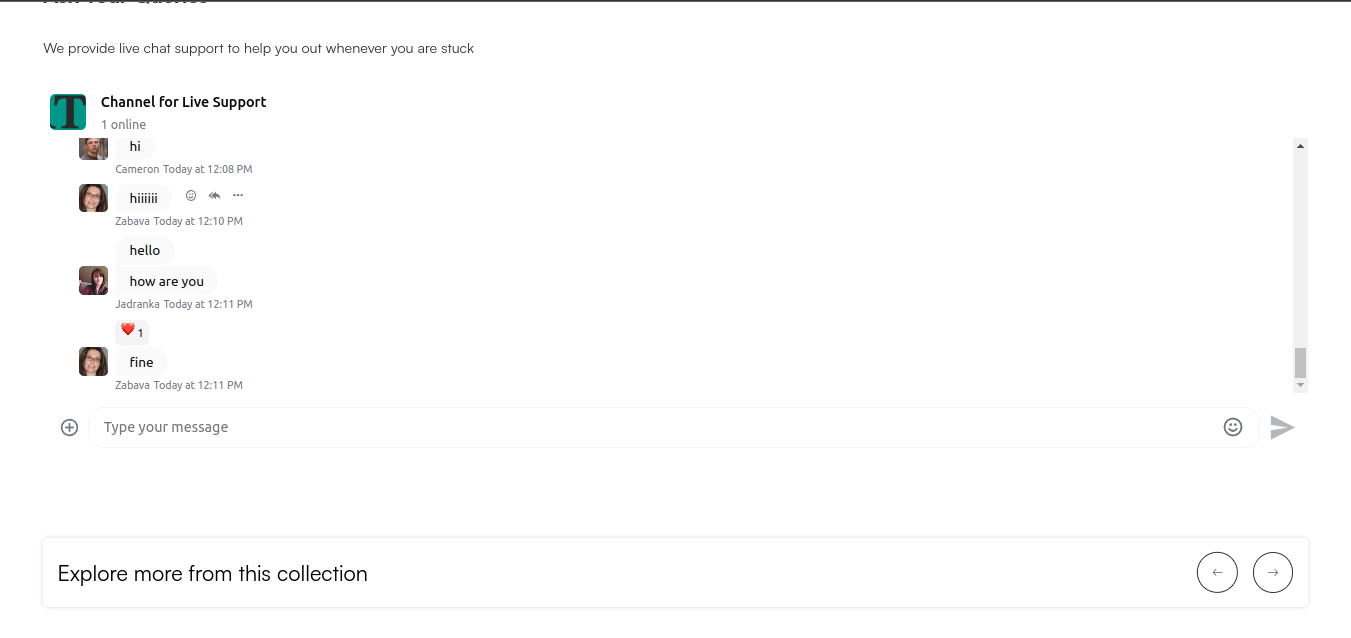 Ask Your Queries
We provide live chat support to help you out whenever you are stuck
T
Channel for Live Support
1 online
hi
Cameron Today at 12:08 PM
hiiiiii
Zabava Today at 12:10 PM
hello
how are you
Jadranka Today at 12:11 PM
1
fine
Zabava Today at 12:11 PM
Type your message
Explore more from this collection